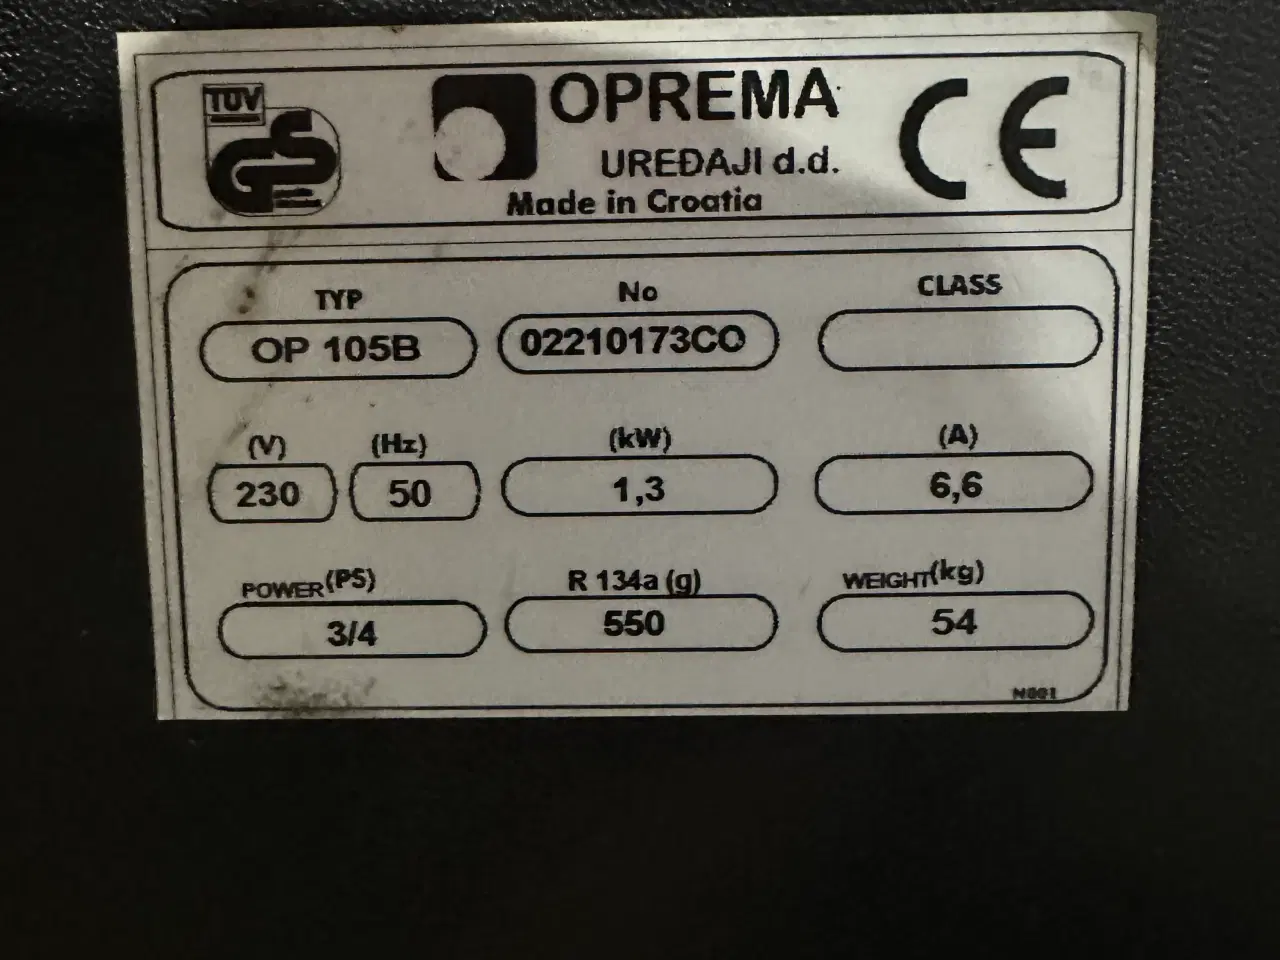 TÜV
GS
OPREMA
UREĐAJI d.d.
Made in Croatia
CE
TYP
No
CLASS
OP 105B
02210173CO
(V)
(Hz)
(kW)
(A)
230
50
1,3
6,6
POWER(PS)
R 134a (g)
WEIGHT(kg)
3/4
550
54
N001